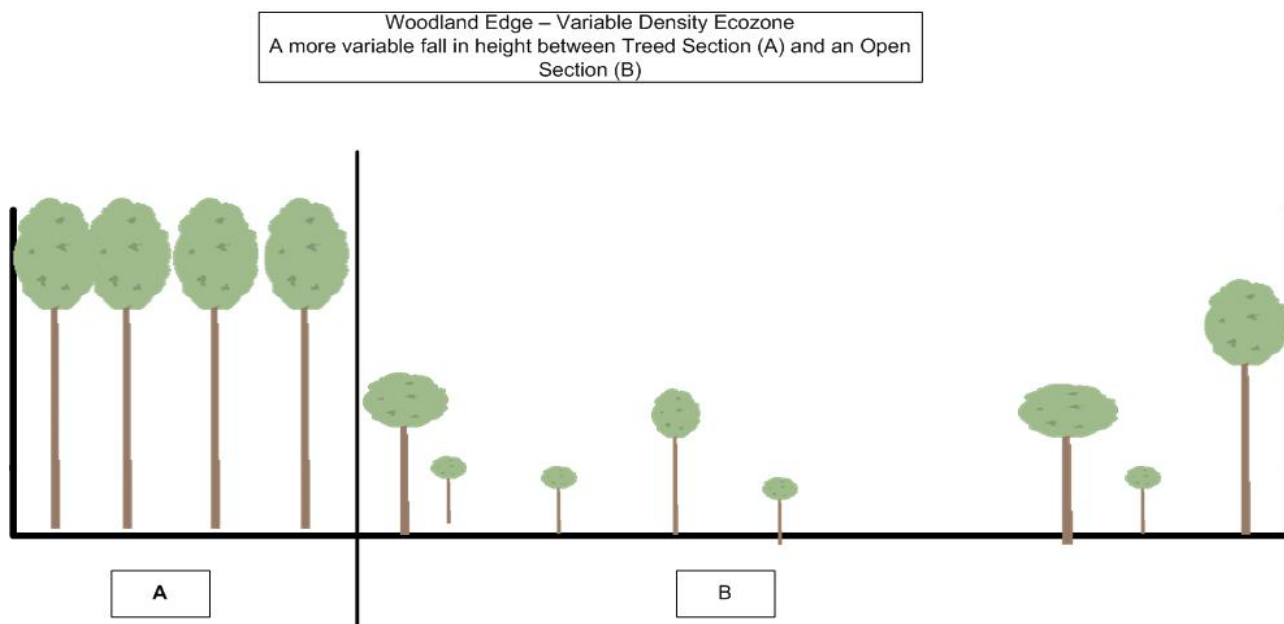 Woodland Edge – Variable Density Ecozone
A more variable fall in height between Treed Section (A) and an Open
Section (B)
A
B